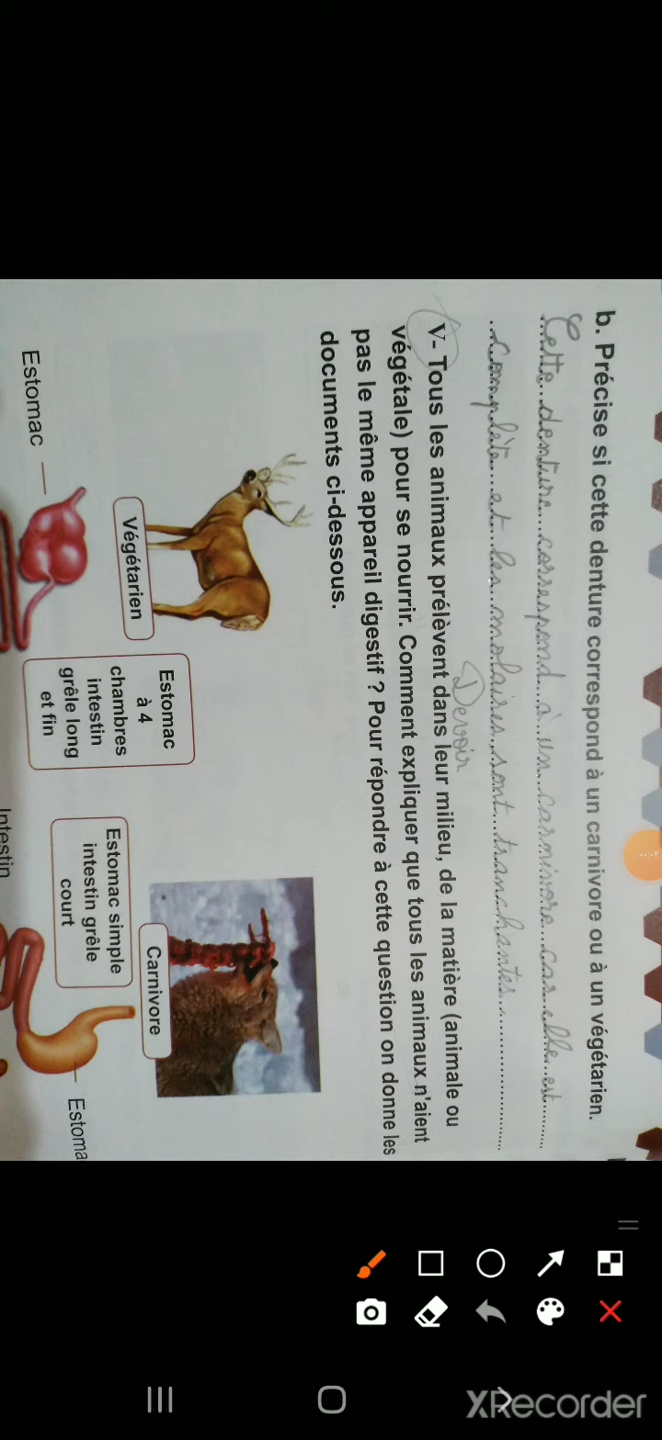 b. Précise si cette denture correspond à un carnivore ou à un végétarien.
Cette denture correspond à un carnivore car elle est
complète et les molaires sont tranchantes
Devoir
V- Tous les animaux prélèvent dans leur milieu, de la matière (animale ou
végétale) pour se nourrir. Comment expliquer que tous les animaux n'aient
pas le même appareil digestif ? Pour répondre à cette question on donne les
documents ci-dessous.
Végétarien
Estomac
à 4
chambres
intestin
grêle long
et fin
Estomac
Carnivore
Estomac simple
intestin grêle
court
Estoma
Intestin
XRecorder